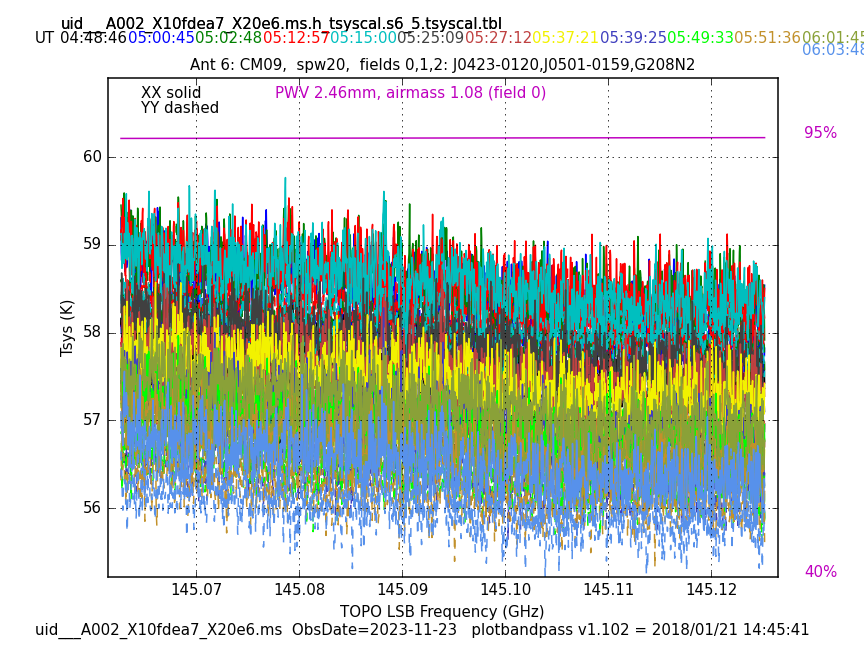 uid___A002_X10fdea7_X20e6.ms.h_tsyscal.s6_5.tsyscal.tbl
UT 04:48:46 05:00:45 05:02:48 05:12:57 05:15:00 05:25:09 05:27:12 05:37:21 05:39:25 05:49:33 05:51:36 06:01:45
06:03:48
Ant 6: CM09, spw20, fields 0,1,2: J0423-0120,J0501-0159,G208N2
XX solid PWV 2.46mm, airmass 1.08 (field 0)
YY dashed
95%
60
59
58
57
56
Tsys (K)
40%
145.07 145.08 145.09 145.10 145.11 145.12
TOPO LSB Frequency (GHz)
uid___A002_X10fdea7_X20e6.ms ObsDate=2023-11-23 plotbandpass v1.102 = 2018/01/21 14:45:41